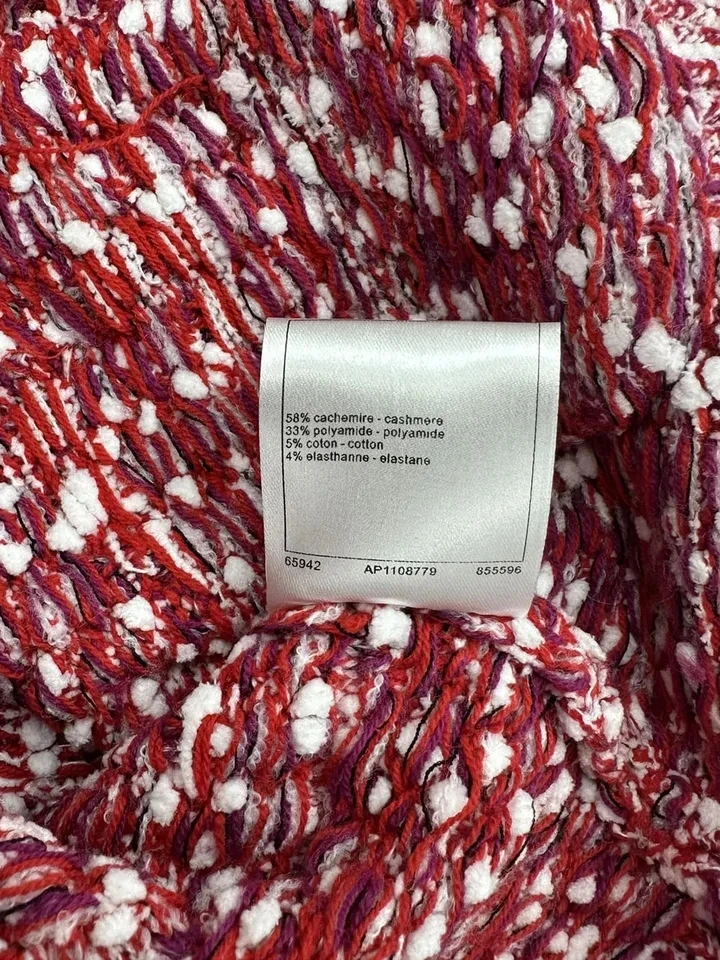 58% cachemire - cashmere
33% polyamide - polyamide
5% coton - cotton
4% elasthanne - elastane
65942 AP1108779 855596